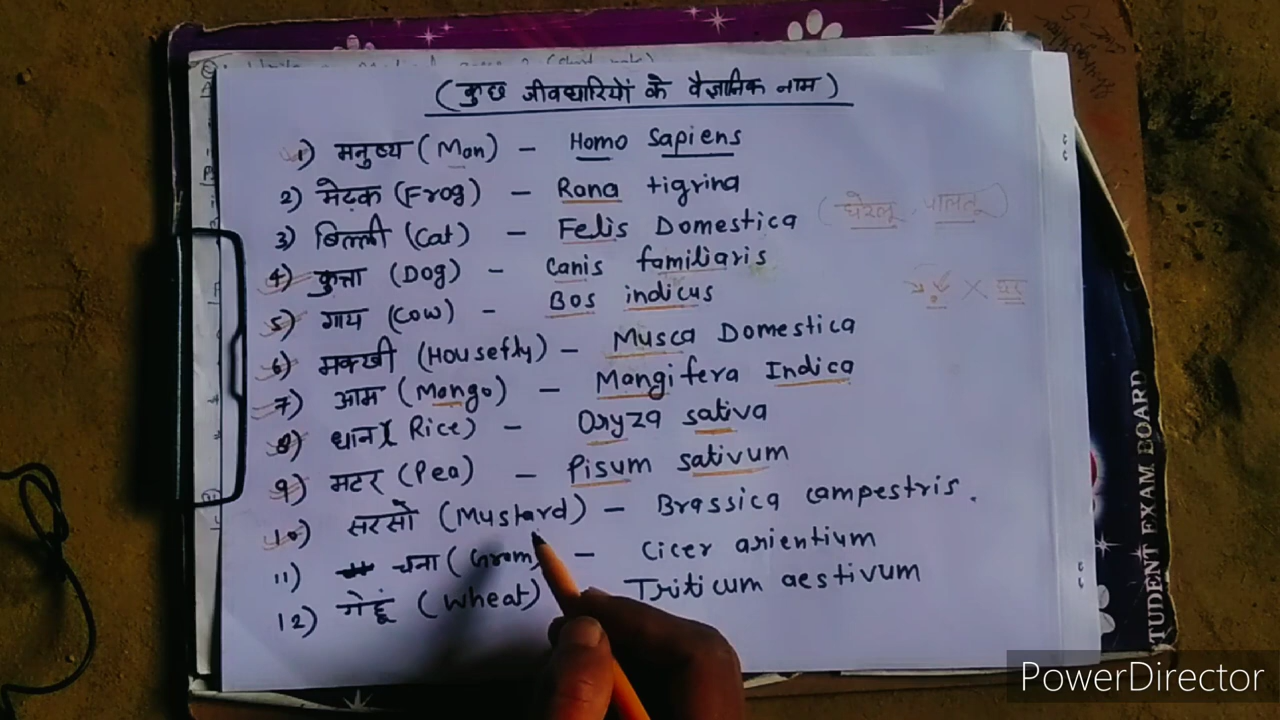 (कुछ जीवधारियों के वैज्ञानिक नाम)
1) मनुष्य (Man) - Homo Sapiens
2) मेढ़क (Frog) - Rana tigrina
3) बिल्ली (Cat) - Felis Domestica (घरेलू, पालतू)
4) कुत्ता (Dog) - Canis familiaris
5) गाय (Cow) - Bos indicus
6) मक्खी (Housefly) - Musca Domestica
7) आम (Mango) - Mangifera Indica
8) धान (Rice) - Oryza sativa
9) मटर (Pea) - Pisum sativum
10) सरसो (Mustard) - Brassica campestris.
11) चना (Gram) - Cicer arientium
12) गेहूं (Wheat) Triticum aestivum
STUDENT EXAM BOARD
PowerDirector